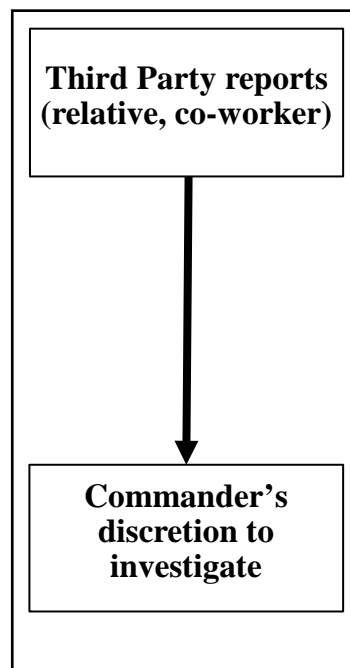 Third Party reports
(relative, co-worker)
Commander’s
discretion to
investigate